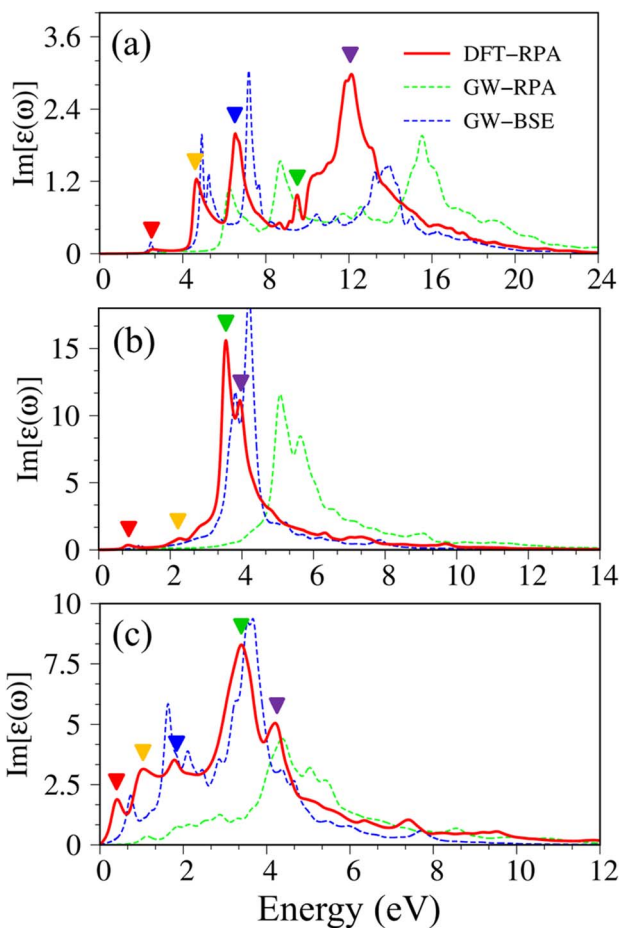 (a)
DFT–RPA
GW–RPA
GW–BSE
Im[ε(ω)]
3.6
2.4
1.2
0
0 4 8 12 16 20 24
(b)
Im[ε(ω)]
15
10
5
0
0 2 4 6 8 10 12 14
(c)
Im[ε(ω)]
10
7.5
5
2.5
0
0 2 4 6 8 10 12
Energy (eV)